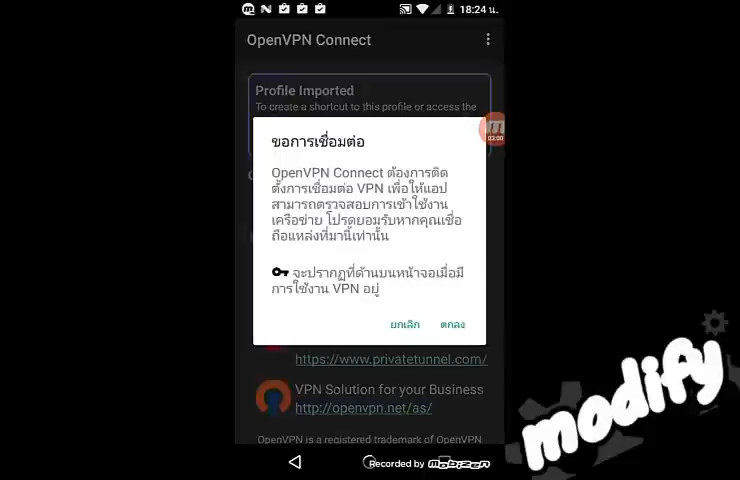 18:24 น.
OpenVPN Connect
Profile Imported
To create a shortcut to this profile or access the
03:00
ขอการเชื่อมต่อ
OpenVPN Connect ต้องการติด
ตั้งการเชื่อมต่อ VPN เพื่อให้แอป
สามารถตรวจสอบการเข้าใช้งาน
เครือข่าย โปรดยอมรับหากคุณเชื่อ
ถือแหล่งที่มานี้เท่านั้น
จะปรากฏที่ด้านบนหน้าจอเมื่อมี
การใช้งาน VPN อยู่
ยกเลิก ตกลง
https://www.privatetunnel.com/
VPN Solution for your Business
http://openvpn.net/as/
OpenVPN is a registered trademark of OpenVPN
Recorded by mobizen
modify